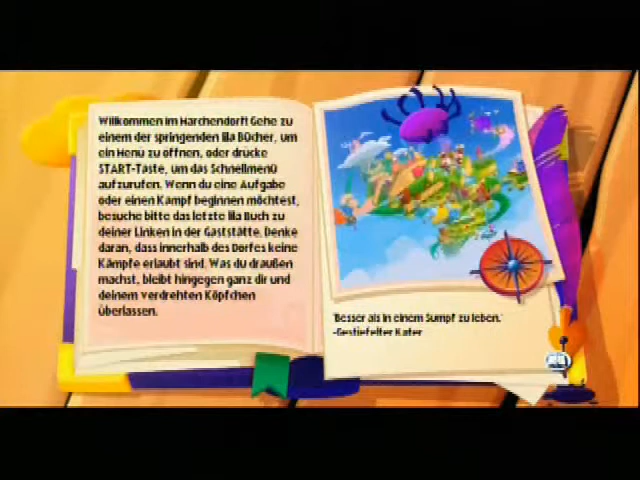 Willkommen im Märchendorf! Gehe zu
einem der springenden lila Bücher, um
ein Menü zu öffnen, oder drücke
START-Taste, um das Schnellmenü
aufzurufen. Wenn du eine Aufgabe
oder einen Kampf beginnen möchtest,
besuche bitte das letzte lila Buch zu
deiner Linken in der Gaststätte. Denke
daran, dass innerhalb des Dorfes keine
Kämpfe erlaubt sind. Was du draußen
machst, bleibt hingegen ganz dir und
deinem verdrehten Köpfchen
überlassen.
"Besser als in einem Sumpf zu leben."
-Gestiefelter Kater